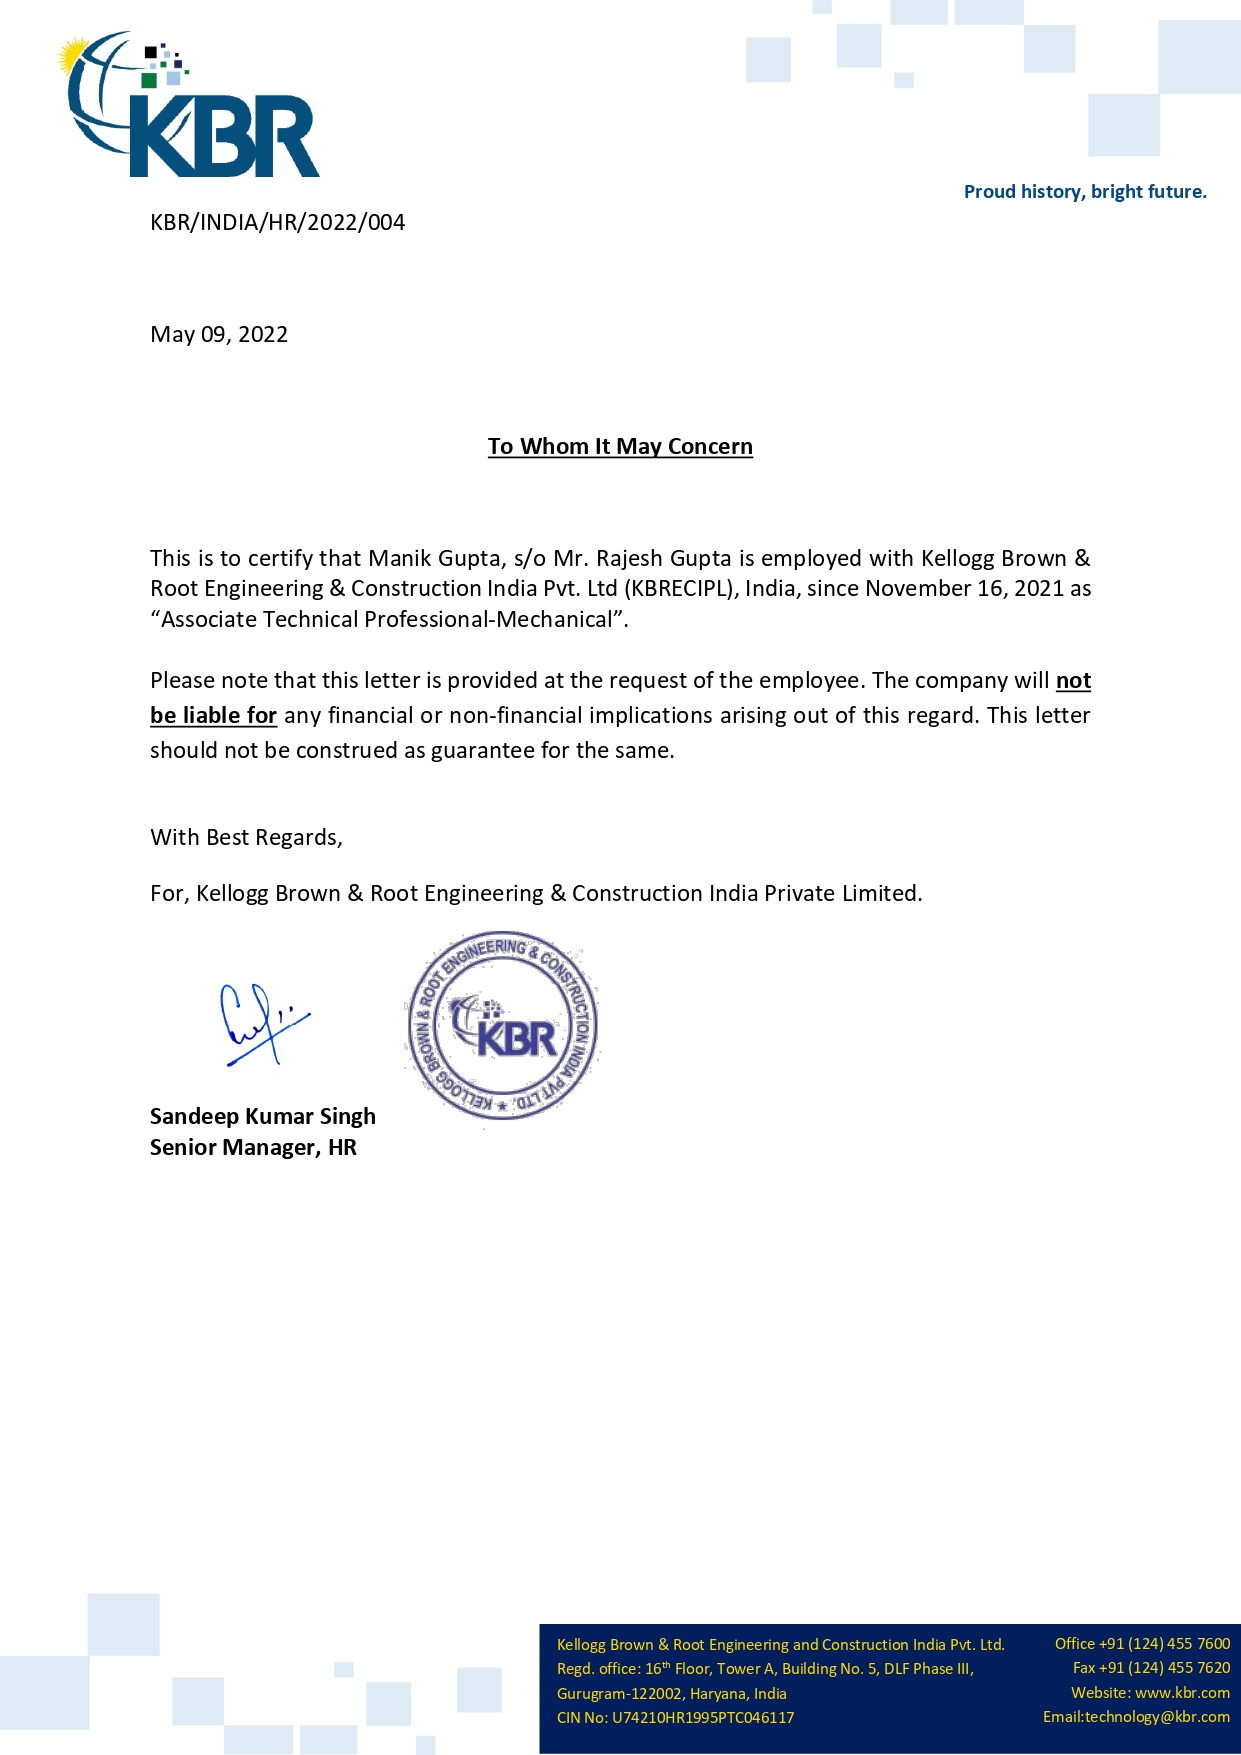 KBR
Proud history, bright future.
KBR/INDIA/HR/2022/004
May 09, 2022
To Whom It May Concern
This is to certify that Manik Gupta, s/o Mr. Rajesh Gupta is employed with Kellogg Brown &
Root Engineering & Construction India Pvt. Ltd (KBRECIPL), India, since November 16, 2021 as
“Associate Technical Professional-Mechanical”.
Please note that this letter is provided at the request of the employee. The company will not
be liable for any financial or non-financial implications arising out of this regard. This letter
should not be construed as guarantee for the same.
With Best Regards,
For, Kellogg Brown & Root Engineering & Construction India Private Limited.
KELLOGG BROWN & ROOT ENGINEERING & CONSTRUCTION INDIA PVT. LTD. ★
KBR
Sandeep Kumar Singh
Senior Manager, HR
Kellogg Brown & Root Engineering and Construction India Pvt. Ltd.
Regd. office: 16th Floor, Tower A, Building No. 5, DLF Phase III,
Gurugram-122002, Haryana, India
CIN No: U74210HR1995PTC046117
Office +91 (124) 455 7600
Fax +91 (124) 455 7620
Website: www.kbr.com
Email:technology@kbr.com